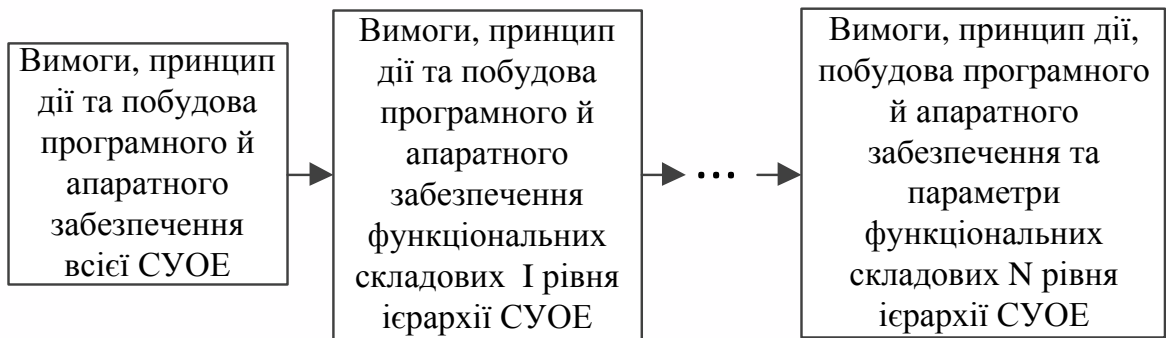 Вимоги, принцип
дії та побудова
програмного й
апаратного
забезпечення
всієї СУОЕ
Вимоги, принцип
дії та побудова
програмного й
апаратного
забезпечення
функціональних
складових І рівня
ієрархії СУОЕ
...
Вимоги, принцип дії,
побудова програмного
й апаратного
забезпечення та
параметри
функціональних
складових N рівня
ієрархії СУОЕ